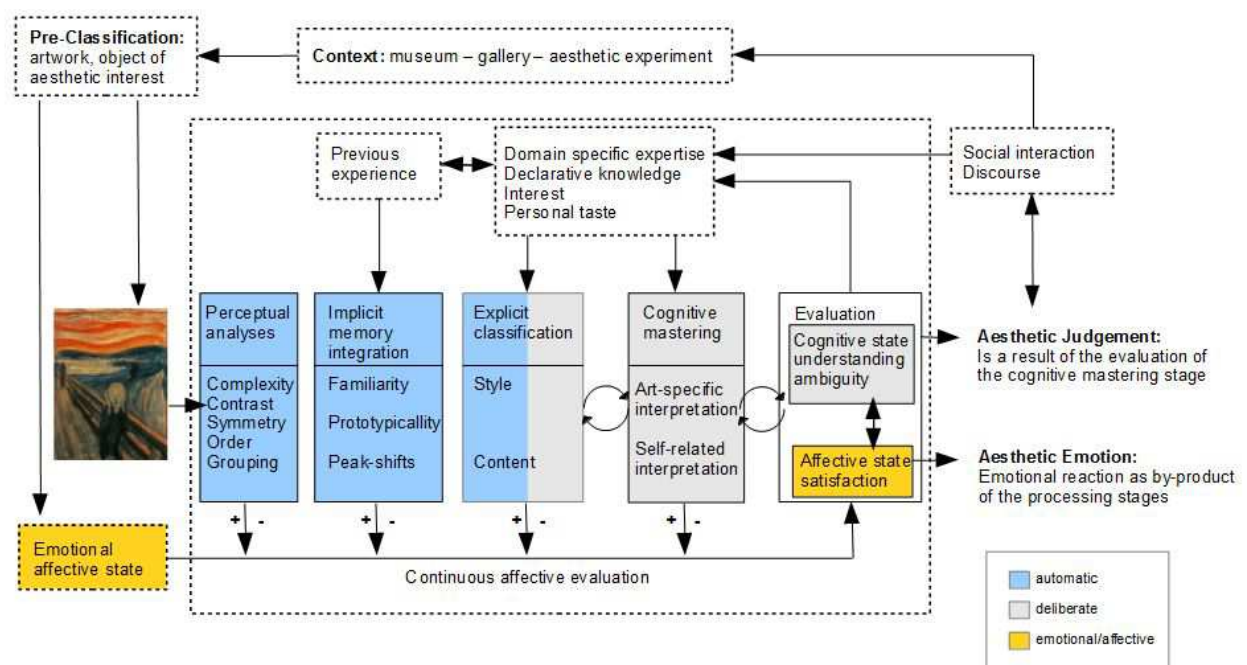 Pre-Classification:
artwork, object of
aesthetic interest
Context: museum – gallery – aesthetic experiment
Previous
experience
Domain specific expertise
Declarative knowledge
Interest
Personal taste
Social interaction
Discourse
Perceptual
analyses
Complexity
Contrast
Symmetry
Order
Grouping
Implicit
memory
integration
Familiarity
Prototypicallity
Peak-shifts
Explicit
classification
Style
Content
Cognitive
mastering
Art-specific
interpretation
Self-related
interpretation
Evaluation
Cognitive state
understanding
ambiguity
Affective state
satisfaction
Aesthetic Judgement:
Is a result of the evaluation of
the cognitive mastering stage
Aesthetic Emotion:
Emotional reaction as by-product
of the processing stages
+ -
+ -
+ -
+ -
Emotional
affective state
Continuous affective evaluation
automatic
deliberate
emotional/affective